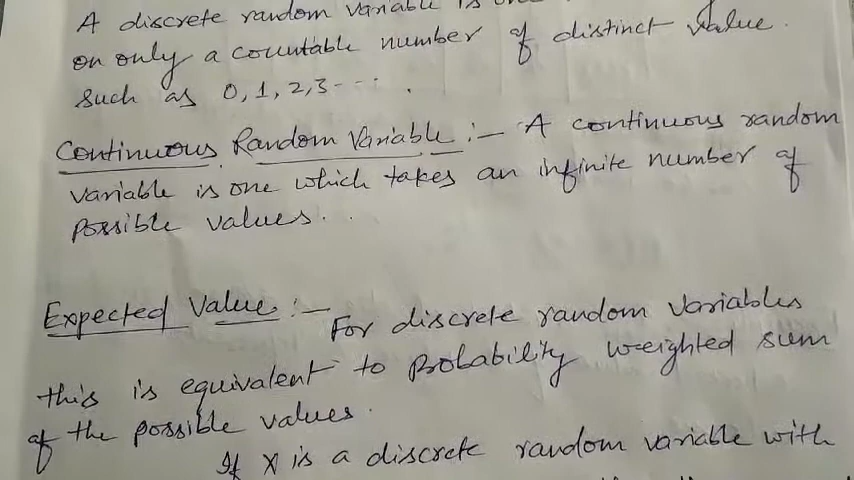 A discrete random variable is
on only a countable number of distinct value.
such as 0, 1, 2, 3--- .
Continuous Random Variable :- A continuous random
variable is one which takes an infinite number of
possible values. . .
Expected Value :- For discrete random variables
this is equivalent to Probability weighted sum
of the possible values.
If X is a discrete random variable with